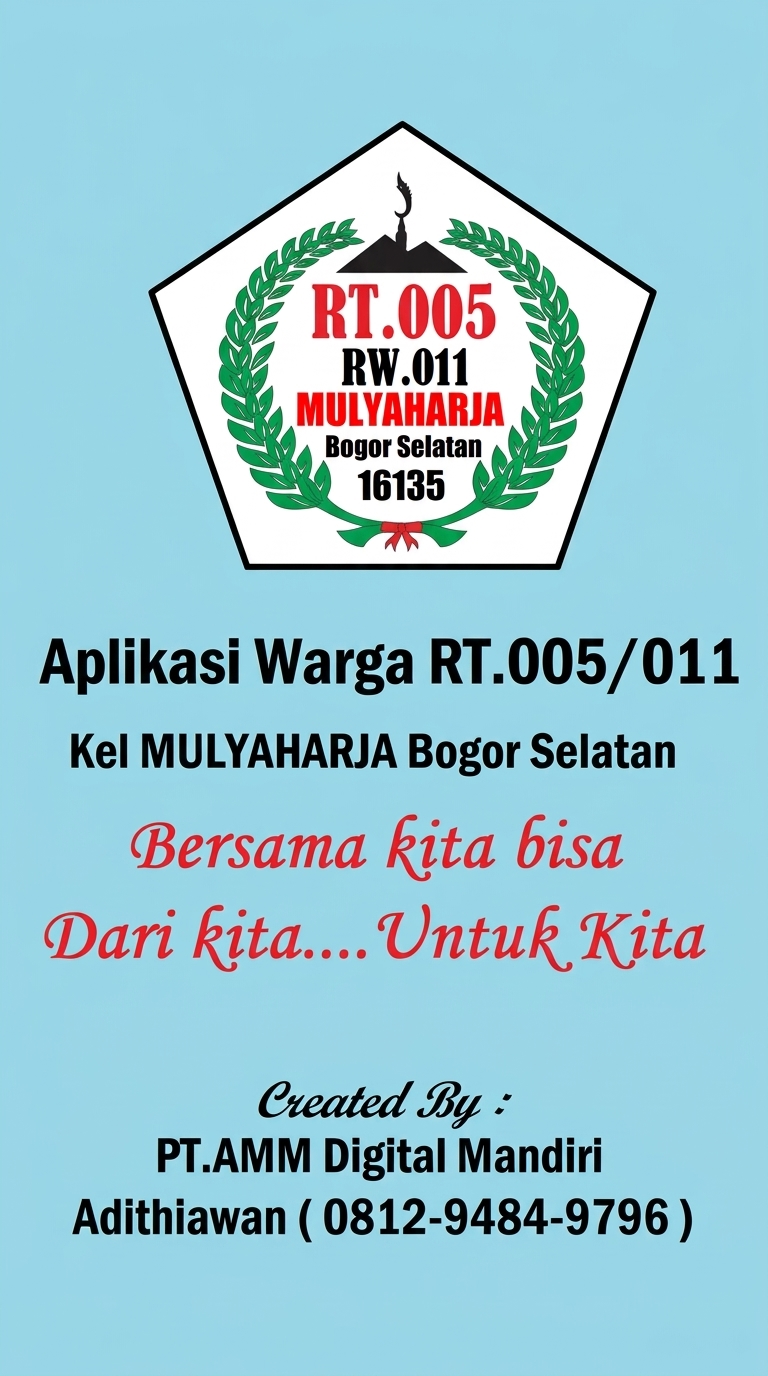 RT.005
RW.011
MULYAHARJA
Bogor Selatan
16135
Aplikasi Warga RT.005/011
Kel MULYAHARJA Bogor Selatan
Bersama kita bisa
Dari kita....Untuk Kita
Created By :
PT.AMM Digital Mandiri
Adithiawan ( 0812-9484-9796 )